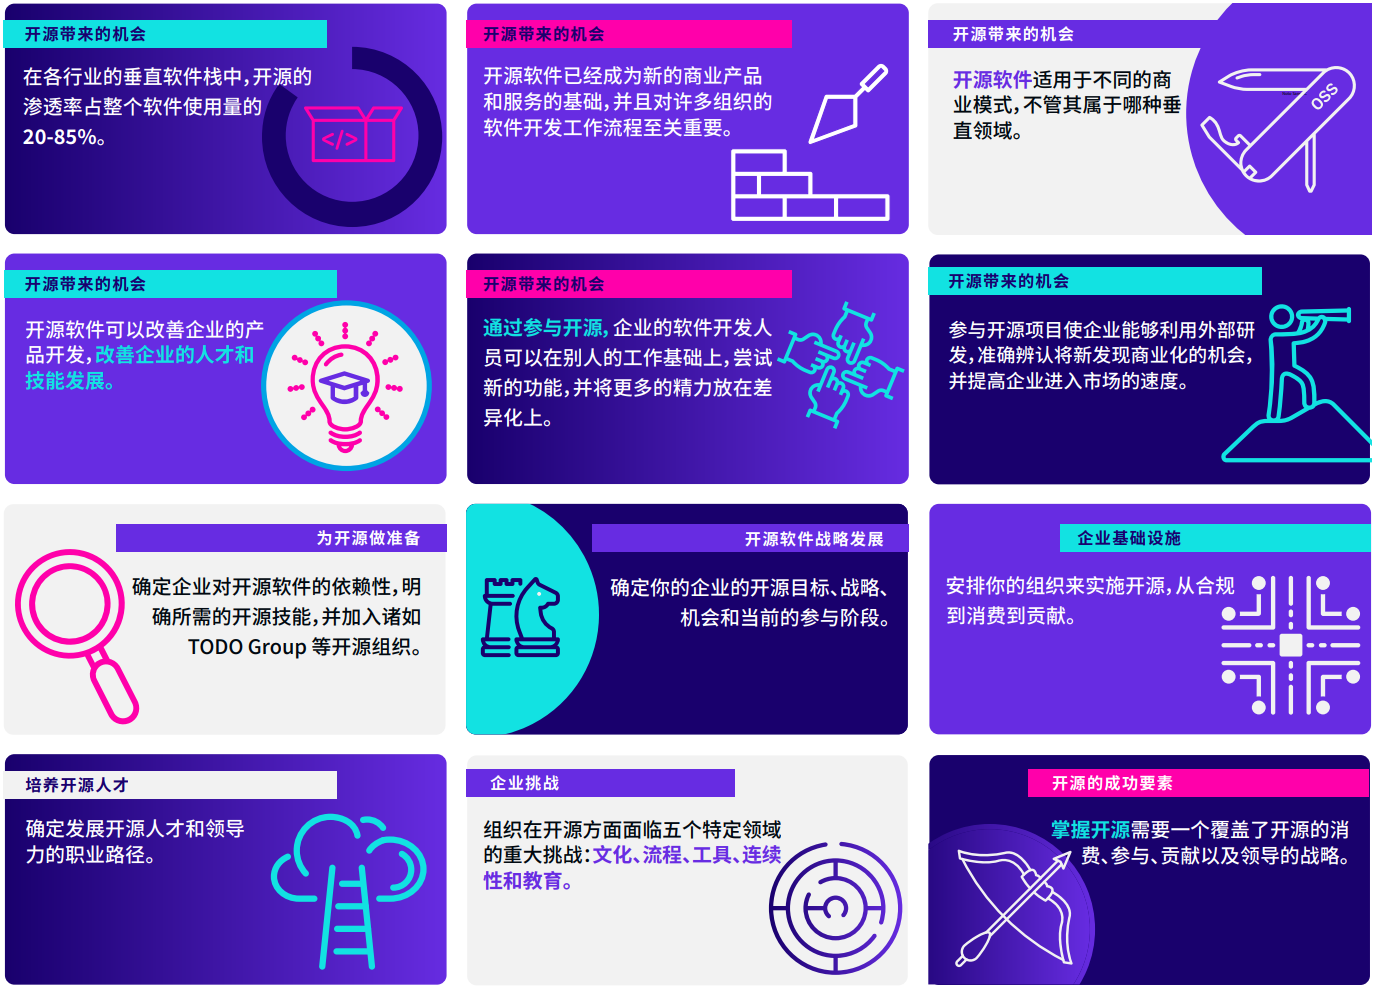 开源带来的机会
在各行业的垂直软件栈中，开源的
渗透率占整个软件使用量的
20-85%。
</>
开源带来的机会
开源软件已经成为新的商业产品
和服务的基础，并且对许多组织的
软件开发工作流程至关重要。
开源带来的机会
开源软件适用于不同的商
业模式，不管其属于哪种垂
直领域。
OSS
开源带来的机会
开源软件可以改善企业的产
品开发，改善企业的人才和
技能发展。
开源带来的机会
通过参与开源，企业的软件开发人
员可以在别人的工作基础上，尝试
新的功能，并将更多的精力放在差
异化上。
开源带来的机会
参与开源项目使企业能够利用外部研
发，准确辨认将新发现商业化的机会，
并提高企业进入市场的速度。
为开源做准备
确定企业对开源软件的依赖性，明
确所需的开源技能，并加入诸如
TODO Group 等开源组织。
开源软件战略发展
确定你的企业的开源目标、战略、
机会和当前的参与阶段。
企业基础设施
安排你的组织来实施开源，从合规
到消费到贡献。
培养开源人才
确定发展开源人才和领导
力的职业路径。
企业挑战
组织在开源方面面临五个特定领域
的重大挑战：文化、流程、工具、连续
性和教育。
开源的成功要素
掌握开源需要一个覆盖了开源的消
费、参与、贡献以及领导的战略。